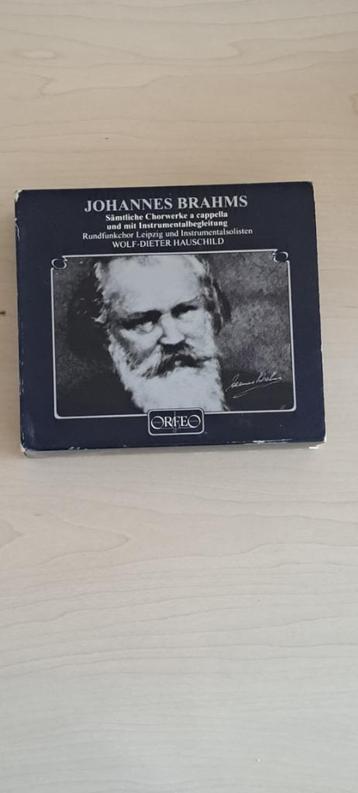 JOHANNES BRAHMS
Sämtliche Chorwerke a cappella
und mit Instrumentalbegleitung
Rundfunkchor Leipzig und Instrumentalsolisten
WOLF-DIETER HAUSCHILD
ORFEO